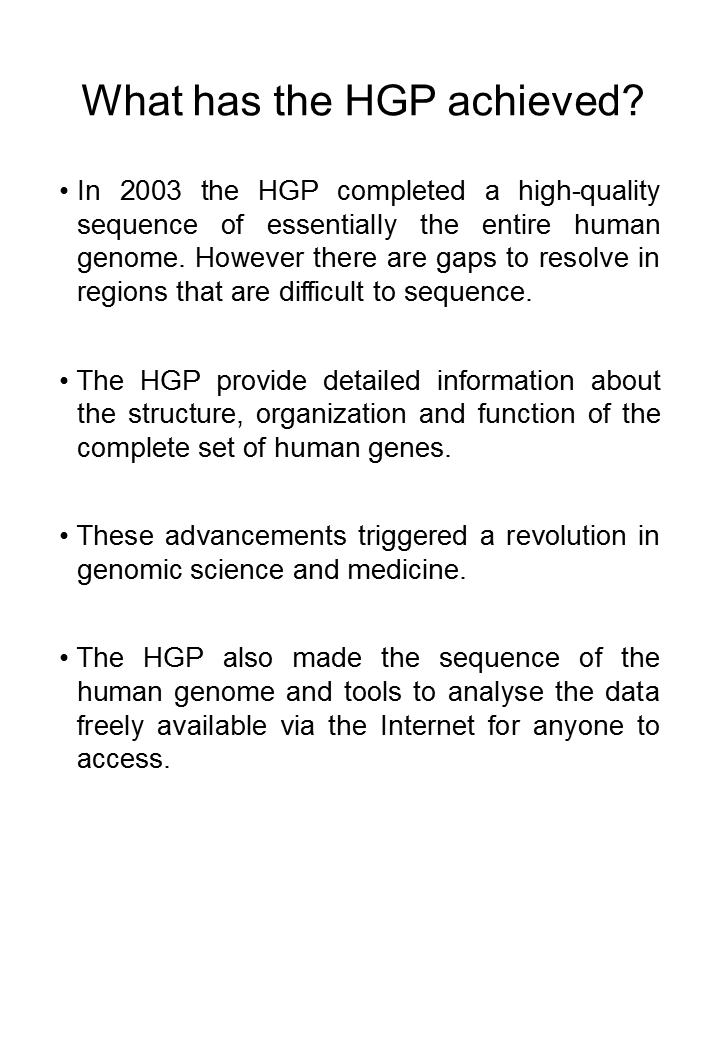 What has the HGP achieved?
• In 2003 the HGP completed a high-quality
sequence of essentially the entire human
genome. However there are gaps to resolve in
regions that are difficult to sequence.
• The HGP provide detailed information about
the structure, organization and function of the
complete set of human genes.
• These advancements triggered a revolution in
genomic science and medicine.
• The HGP also made the sequence of the
human genome and tools to analyse the data
freely available via the Internet for anyone to
access.